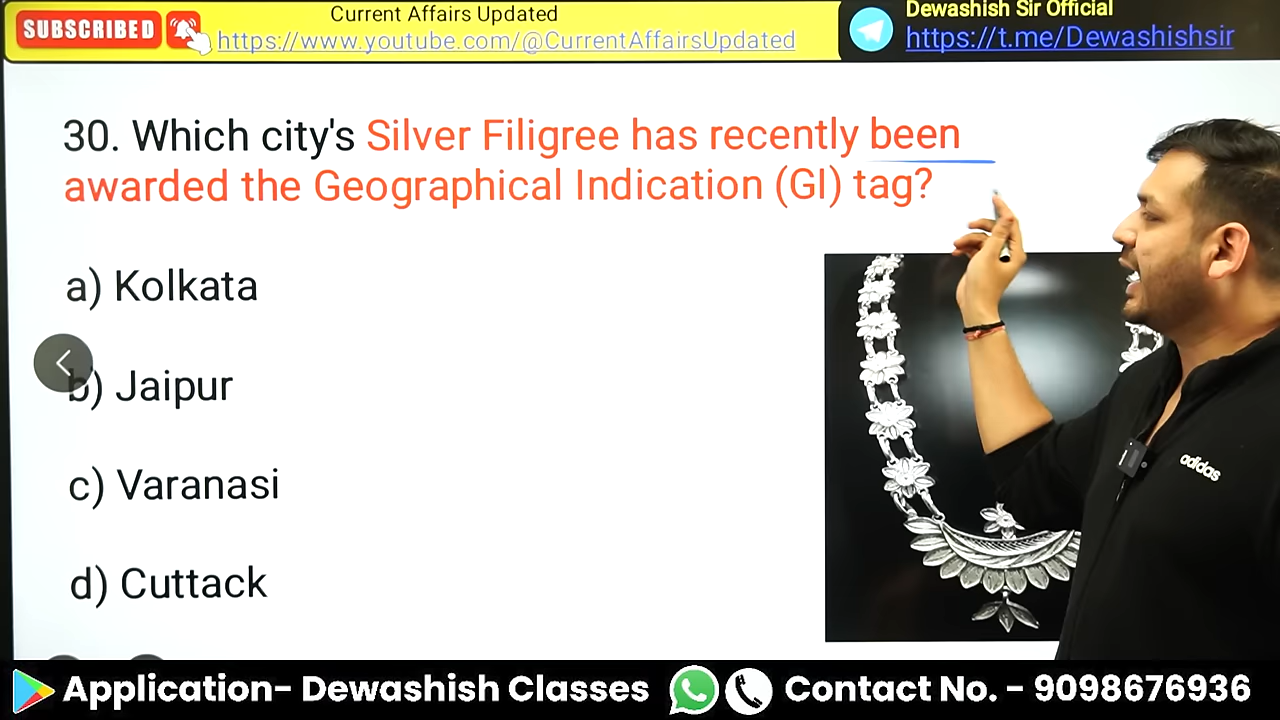 SUBSCRIBED
Current Affairs Updated
https://www.youtube.com/@CurrentAffairsUpdated
Dewashish Sir Official
https://t.me/Dewashishsir
30. Which city's Silver Filigree has recently been
awarded the Geographical Indication (GI) tag?
a) Kolkata
b) Jaipur
c) Varanasi
d) Cuttack
adidas
Application- Dewashish Classes
Contact No. - 9098676936